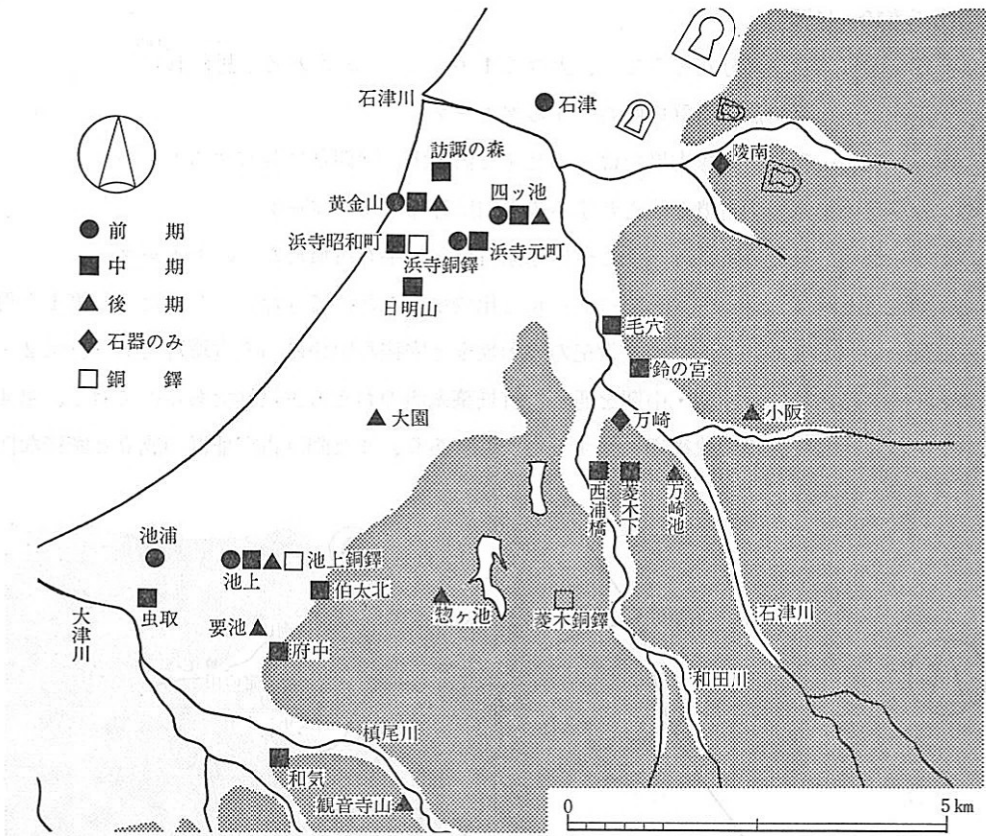 石津川
石津
陵南
訪諏の森
黄金山
四ッ池
浜寺昭和町
浜寺銅鐸
浜寺元町
日明山
前 期
中 期
後 期
石器のみ
銅 鐸
毛穴
鈴の宮
大園
万崎
小阪
西浦橋
菱木下
万崎池
池浦
池上
池上銅鐸
伯太北
虫取
要池
府中
惣ヶ池
菱木銅鐸
石津川
大津川
和田川
槙尾川
和気
観音寺山
0 5 km